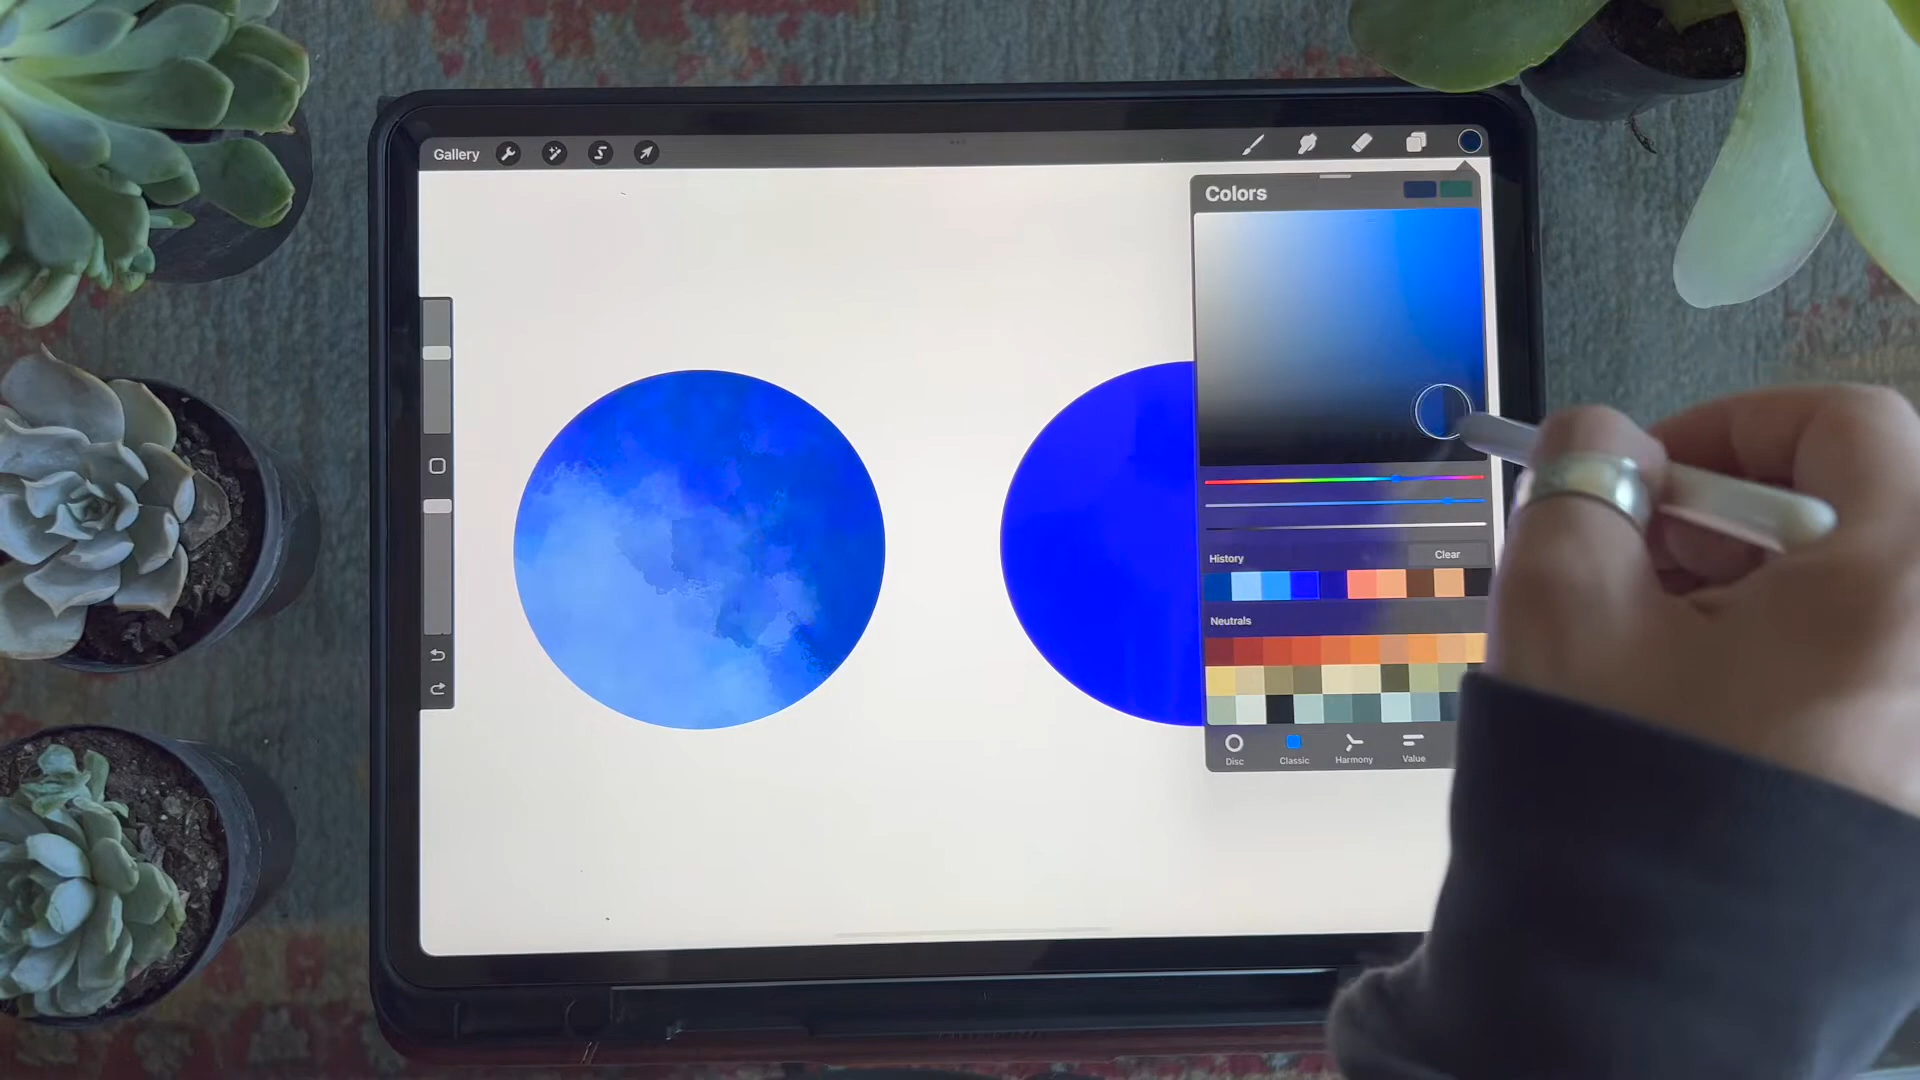 Gallery
Colors
History
Clear
Neutrals
Disc
Classic
Harmony
Value